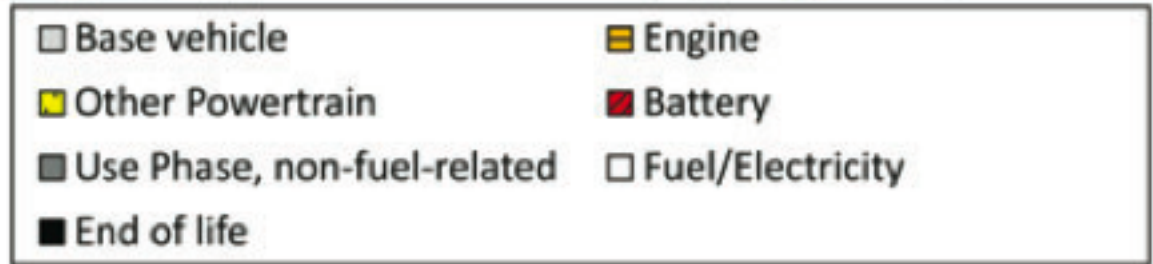 Base vehicle
Engine
Other Powertrain
Battery
Use Phase, non-fuel-related
Fuel/Electricity
End of life